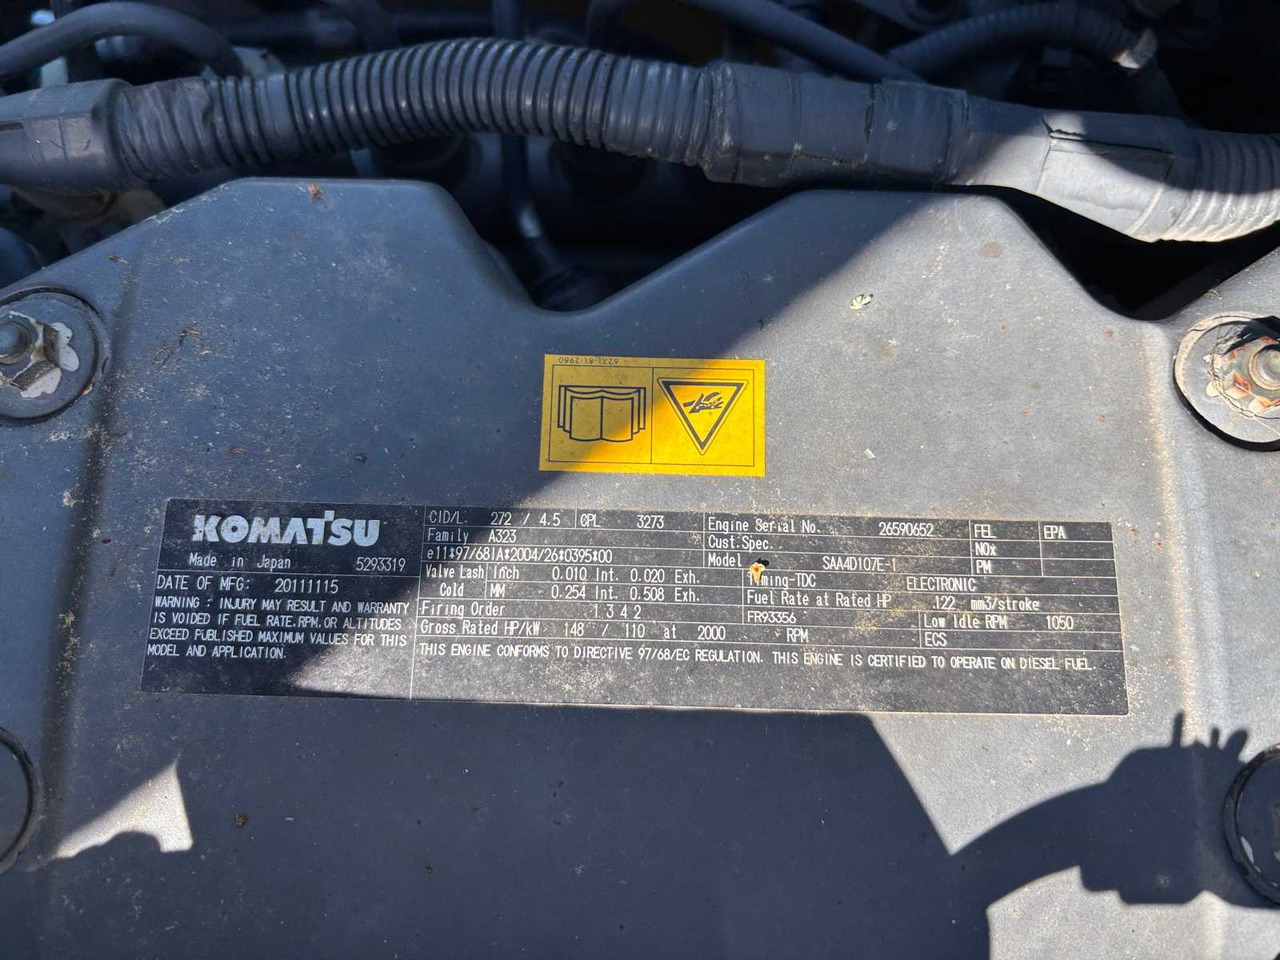 6271-81-2980
KOMATSU
Made in Japan 5293319
DATE OF MFG: 20111115
WARNING : INJURY MAY RESULT AND WARRANTY
IS VOIDED IF FUEL RATE.RPM.OR ALTITUDES
EXCEED PUBLISHED MAXIMUM VALUES FOR THIS
MODEL AND APPLICATION.
CID/L. 272 / 4.5 CPL 3273
Family A323
e11*97/68IA*2004/26*0395*00
Valve Lash Inch 0.010 Int. 0.020 Exh.
Cold MM 0.254 Int. 0.508 Exh.
Firing Order 1 3 4 2
Gross Rated HP/kW 148 / 110 at 2000 RPM
Engine Serial No. 26590652
Cust.Spec.
Model SAA4D107E-1
Timing-TDC ELECTRONIC
Fuel Rate at Rated HP 122 mm3/stroke
FR93356 Low Idle RPM 1050
ECS
FEL EPA
NOx
PM
THIS ENGINE CONFORMS TO DIRECTIVE 97/68/EC REGULATION. THIS ENGINE IS CERTIFIED TO OPERATE ON DIESEL FUEL.